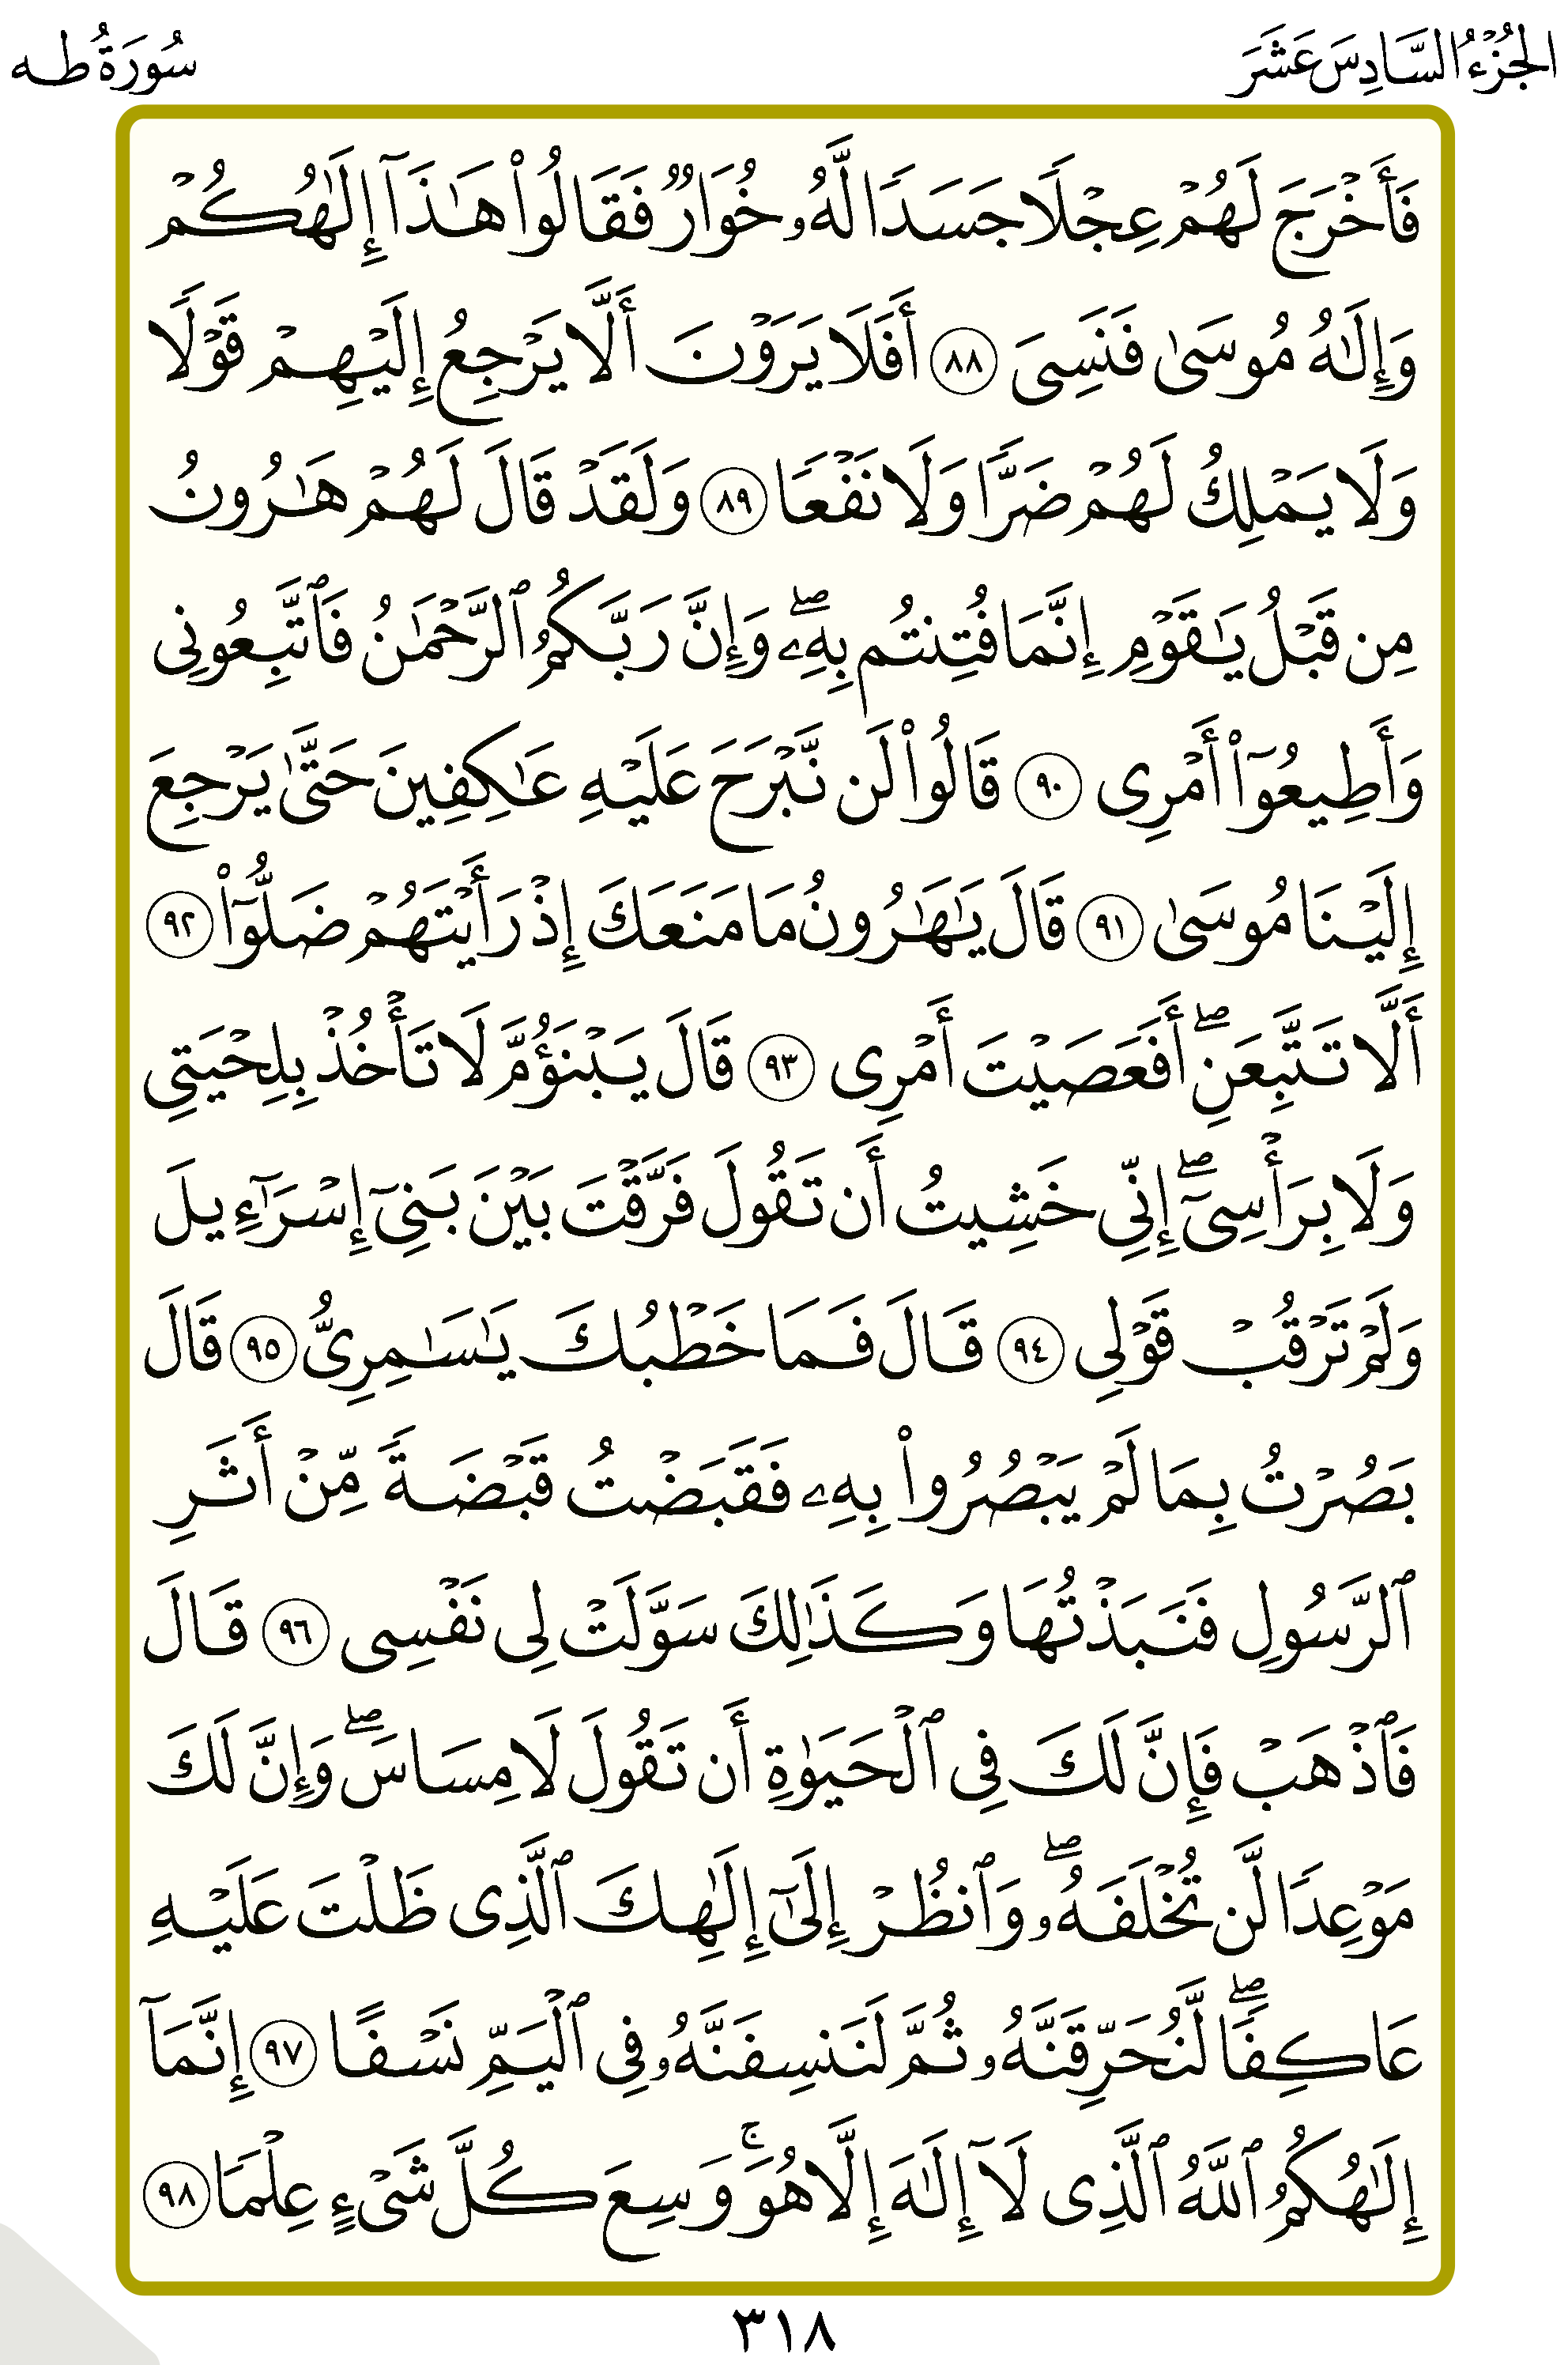 الجُزْءُ السَّادِسَ عَشَرَ
سُورَةُ طه
فَأَخْرَجَ لَهُمْ عِجْلًا جَسَدًا لَّهُۥ خُوَارٌ فَقَالُوا۟ هَـٰذَآ إِلَـٰهُكُمْ
وَإِلَـٰهُ مُوسَىٰ فَنَسِىَ ٨٨ أَفَلَا يَرَوْنَ أَلَّا يَرْجِعُ إِلَيْهِمْ قَوْلًا
وَلَا يَمْلِكُ لَهُمْ ضَرًّا وَلَا نَفْعًا ٨٩ وَلَقَدْ قَالَ لَهُمْ هَـٰرُونُ
مِن قَبْلُ يَـٰقَوْمِ إِنَّمَا فُتِنتُم بِهِۦ ۖ وَإِنَّ رَبَّكُمُ ٱلرَّحْمَـٰنُ فَٱتَّبِعُونِى
وَأَطِيعُوٓا۟ أَمْرِى ٩٠ قَالُوا۟ لَن نَّبْرَحَ عَلَيْهِ عَـٰكِفِينَ حَتَّىٰ يَرْجِعَ
إِلَيْنَا مُوسَىٰ ٩١ قَالَ يَـٰهَـٰرُونُ مَا مَنَعَكَ إِذْ رَأَيْتَهُمْ ضَلُّوٓا۟ ٩٢
أَلَّا تَتَّبِعَنِ ۖ أَفَعَصَيْتَ أَمْرِى ٩٣ قَالَ يَبْنَؤُمَّ لَا تَأْخُذْ بِلِحْيَتِى
وَلَا بِرَأْسِىٓ ۖ إِنِّى خَشِيتُ أَن تَقُولَ فَرَّقْتَ بَيْنَ بَنِىٓ إِسْرَٰٓءِيلَ
وَلَمْ تَرْقُبْ قَوْلِى ٩٤ قَالَ فَمَا خَطْبُكَ يَـٰسَـٰمِرِىُّ ٩٥ قَالَ
بَصُرْتُ بِمَا لَمْ يَبْصُرُوا۟ بِهِۦ فَقَبَضْتُ قَبْضَةً مِّنْ أَثَرِ
ٱلرَّسُولِ فَنَبَذْتُهَا وَكَذَٰلِكَ سَوَّلَتْ لِى نَفْسِى ٩٦ قَالَ
فَٱذْهَبْ فَإِنَّ لَكَ فِى ٱلْحَيَوٰةِ أَن تَقُولَ لَا مِسَاسَ ۖ وَإِنَّ لَكَ
مَوْعِدًا لَّن تُخْلَفَهُۥ ۖ وَٱنظُرْ إِلَىٰٓ إِلَـٰهِكَ ٱلَّذِى ظَلْتَ عَلَيْهِ
عَاكِفًا ۖ لَّنُحَرِّقَنَّهُۥ ثُمَّ لَنَنسِفَنَّهُۥ فِى ٱلْيَمِّ نَسْفًا ٩٧ إِنَّمَآ
إِلَـٰهُكُمُ ٱللَّهُ ٱلَّذِى لَآ إِلَـٰهَ إِلَّا هُوَ ۚ وَسِعَ كُلَّ شَىْءٍ عِلْمًا ٩٨
٣١٨